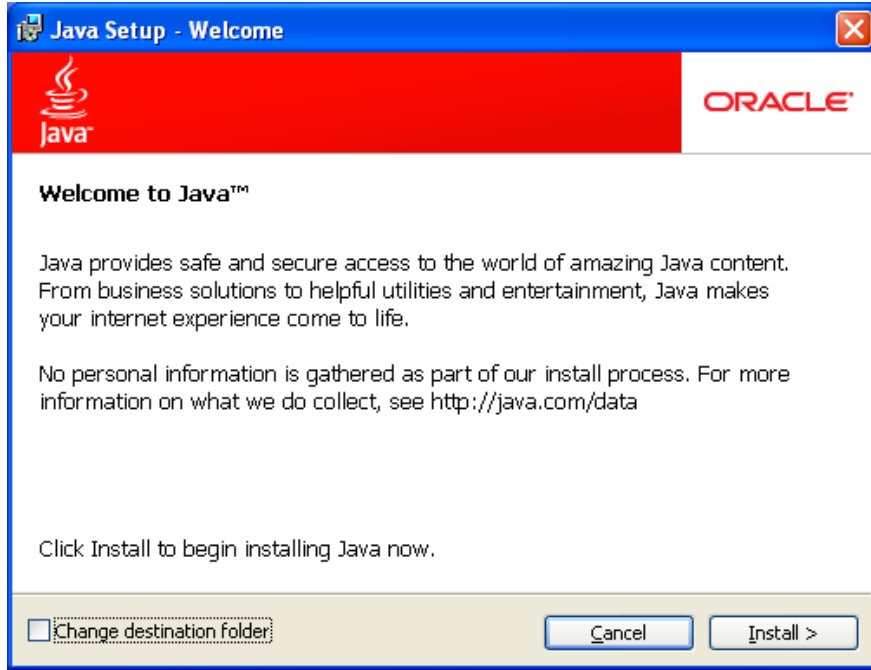 Java Setup - Welcome
Java™
ORACLE®
Welcome to Java™
Java provides safe and secure access to the world of amazing Java content.
From business solutions to helpful utilities and entertainment, Java makes
your internet experience come to life.
No personal information is gathered as part of our install process. For more
information on what we do collect, see http://java.com/data
Click Install to begin installing Java now.
Change destination folder
Cancel
Install >